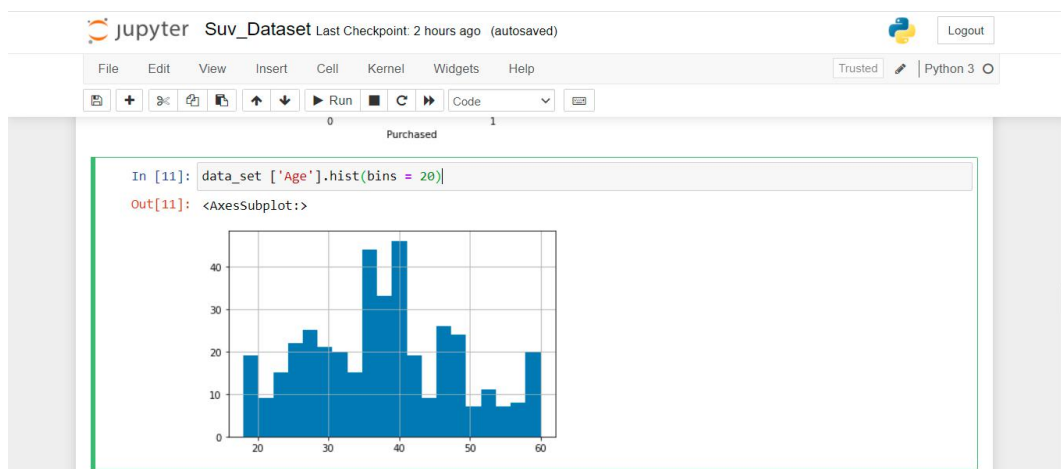 jupyter Suv_Dataset Last Checkpoint: 2 hours ago (autosaved)
Logout
File Edit View Insert Cell Kernel Widgets Help
Trusted Python 3
Run Code
0 1
Purchased
In [11]: data_set ['Age'].hist(bins = 20)
Out[11]: <AxesSubplot:>
40
30
20
10
0
20 30 40 50 60